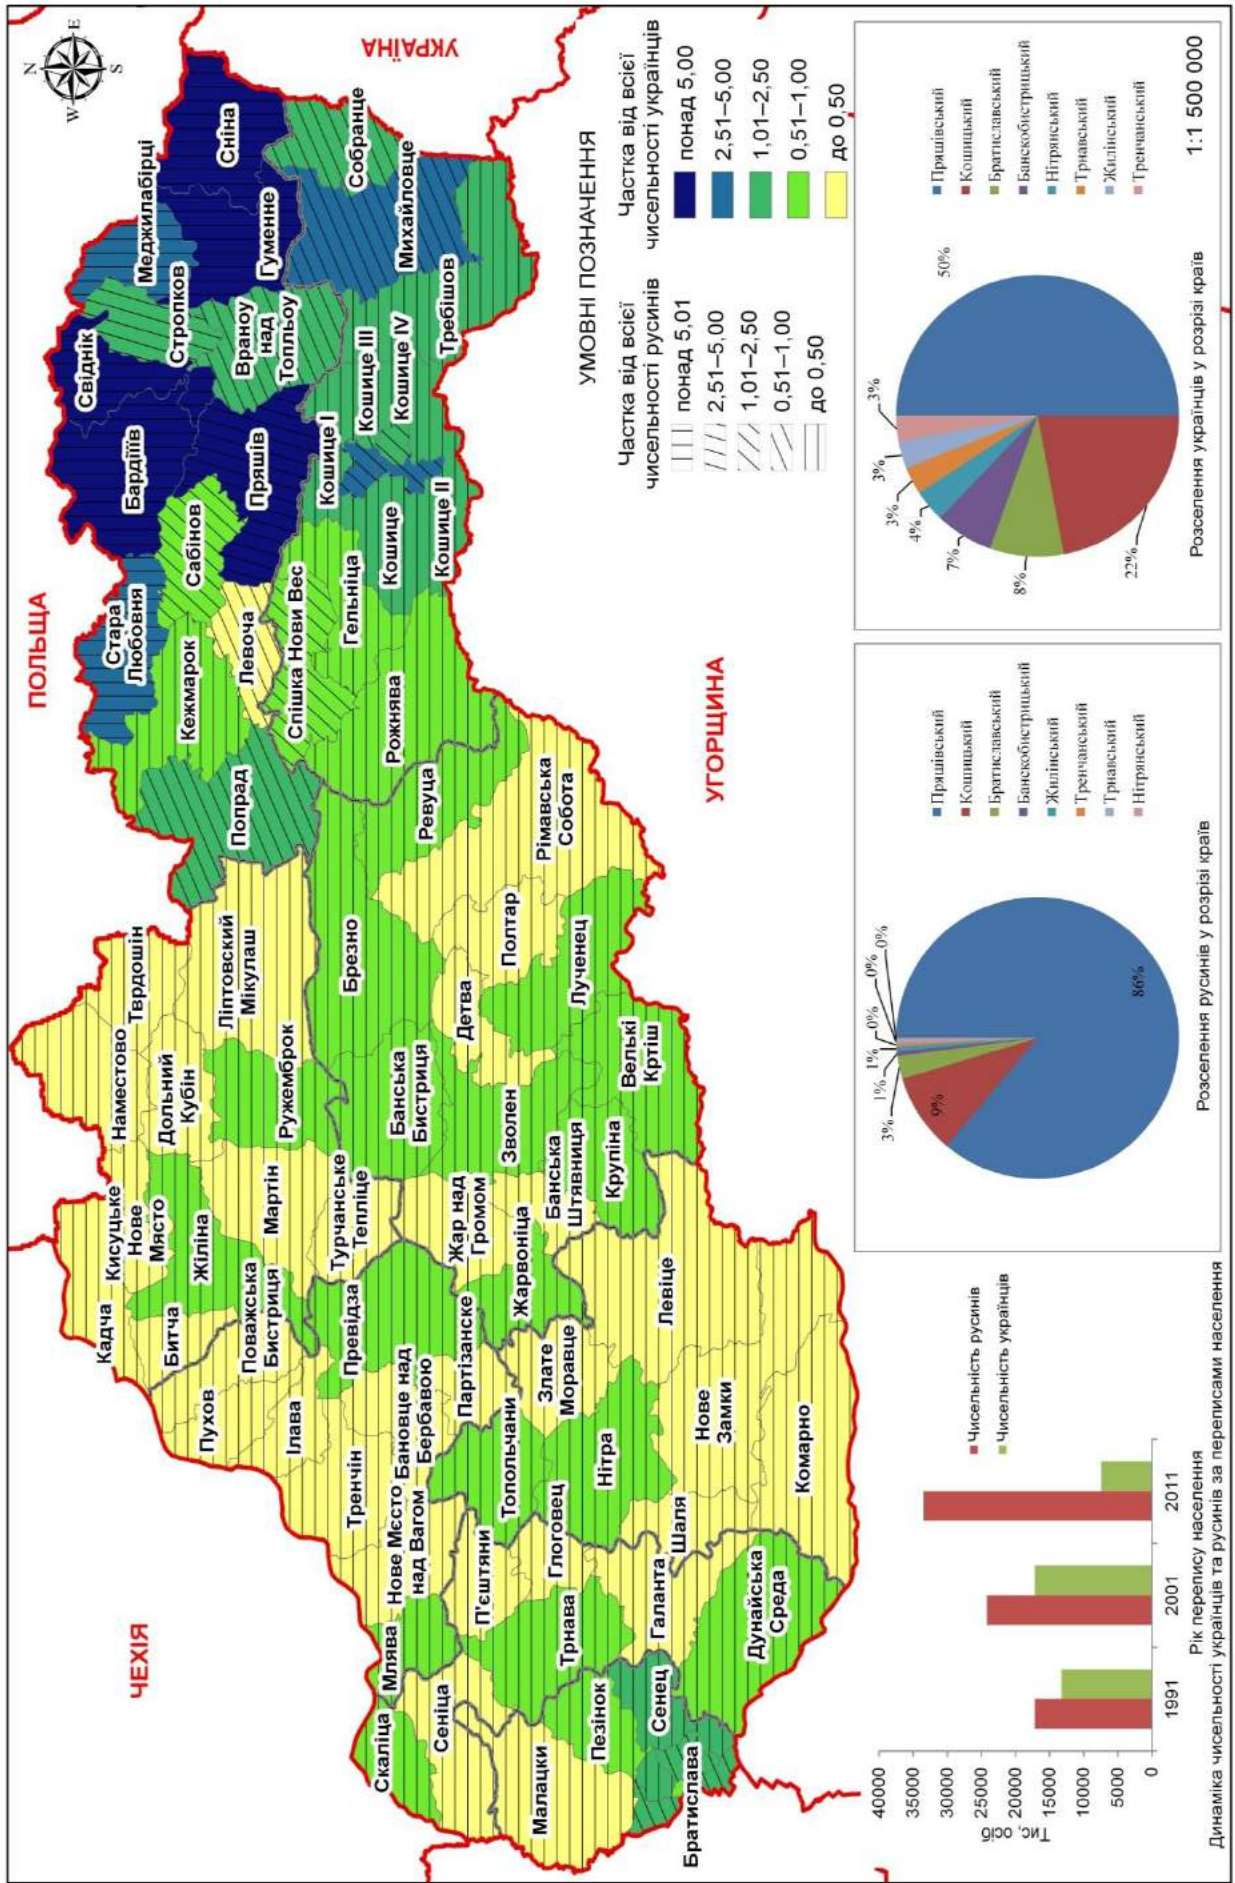 N
W
E
S
ЧЕХІЯ
ПОЛЬЩА
УКРАЇНА
УГОРЩИНА
Кадча
Кисуцьке
Нове
Място
Наместово
Тврдошін
Битча
Жіліна
Дольний
Кубін
Пухов
Поважська
Бистриця
Мартін
Ружемброк
Ліптовский
Мікулаш
Попрад
Кежмарок
Стара
Любовня
Сабінов
Левоча
Бардіїв
Свіднік
Стропков
Меджилабірці
Сніна
Гуменне
Пряшів
Враноу
над
Топльоу
Ілава
Тренчін
Превідза
Турчанське
Тепліце
Бановце над
Бербавою
Нове Место
над Вагом
Млява
Скаліца
Сеніца
Партізанске
Жар над
Громом
Банська
Бистриця
Брезно
Ревуца
Рожнява
Спішка Нови Вес
Гельніца
Кошице I
Кошице III
Кошице IV
Кошице
Кошице II
Требішов
Михайловце
Собранце
П'єштяни
Топольчани
Жарвоніца
Зволен
Детва
Полтар
Рімавська
Собота
Малацки
Трнава
Глоговец
Злате
Моравце
Банська
Штявниця
Крупіна
Лученец
Велькі
Кртіш
Пезінок
Нітра
Левіце
Сенец
Галанта
Шаля
Нове
Замки
Братислава
Дунайська
Среда
Комарно
УМОВНІ ПОЗНАЧЕННЯ
Частка від всієї
чисельності русинів
понад 5,01
2,51–5,00
1,01–2,50
0,51–1,00
до 0,50
Частка від всієї
чисельності українців
понад 5,00
2,51–5,00
1,01–2,50
0,51–1,00
до 0,50
40000
35000
30000
25000
20000
15000
10000
5000
0
Тис, осіб
1991
2001
2011
Рік перепису населення
Чисельність русинів
Чисельність українців
Динаміка чисельності українців та русинів за переписами населення
86%
9%
3%
1%
1%
0%
0%
0%
Пряшівський
Кошицький
Братиславський
Банскобистрицький
Жилінський
Тренчанський
Трнавський
Нітрянський
Розселення русинів у розрізі країв
50%
22%
8%
7%
4%
3%
3%
3%
Пряшівський
Кошицький
Братиславський
Банскобистрицький
Нітрянський
Трнавський
Жилінський
Тренчанський
1:1 500 000
Розселення українців у розрізі країв